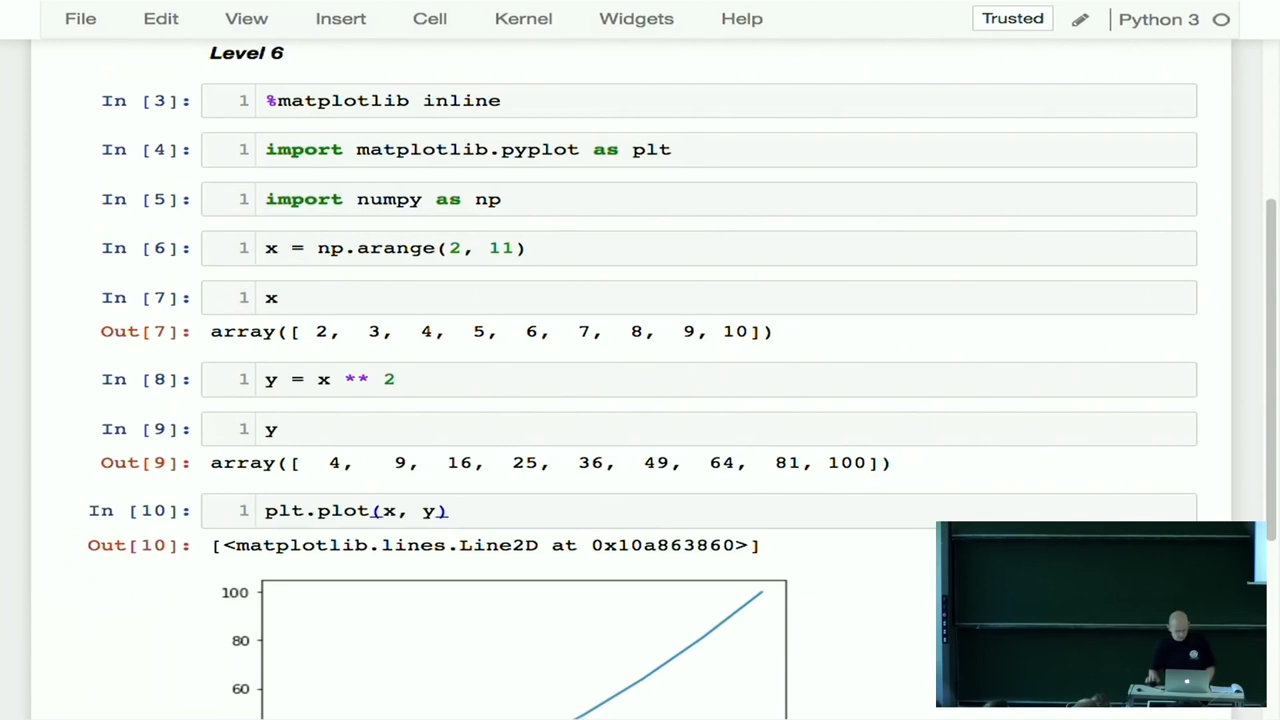 File Edit View Insert Cell Kernel Widgets Help Trusted Python 3
Level 6
In [3]: 1 %matplotlib inline
In [4]: 1 import matplotlib.pyplot as plt
In [5]: 1 import numpy as np
In [6]: 1 x = np.arange(2, 11)
In [7]: 1 x
Out[7]: array([ 2, 3, 4, 5, 6, 7, 8, 9, 10])
In [8]: 1 y = x ** 2
In [9]: 1 y
Out[9]: array([ 4, 9, 16, 25, 36, 49, 64, 81, 100])
In [10]: 1 plt.plot(x, y)
Out[10]: [<matplotlib.lines.Line2D at 0x10a863860>]
100
80
60